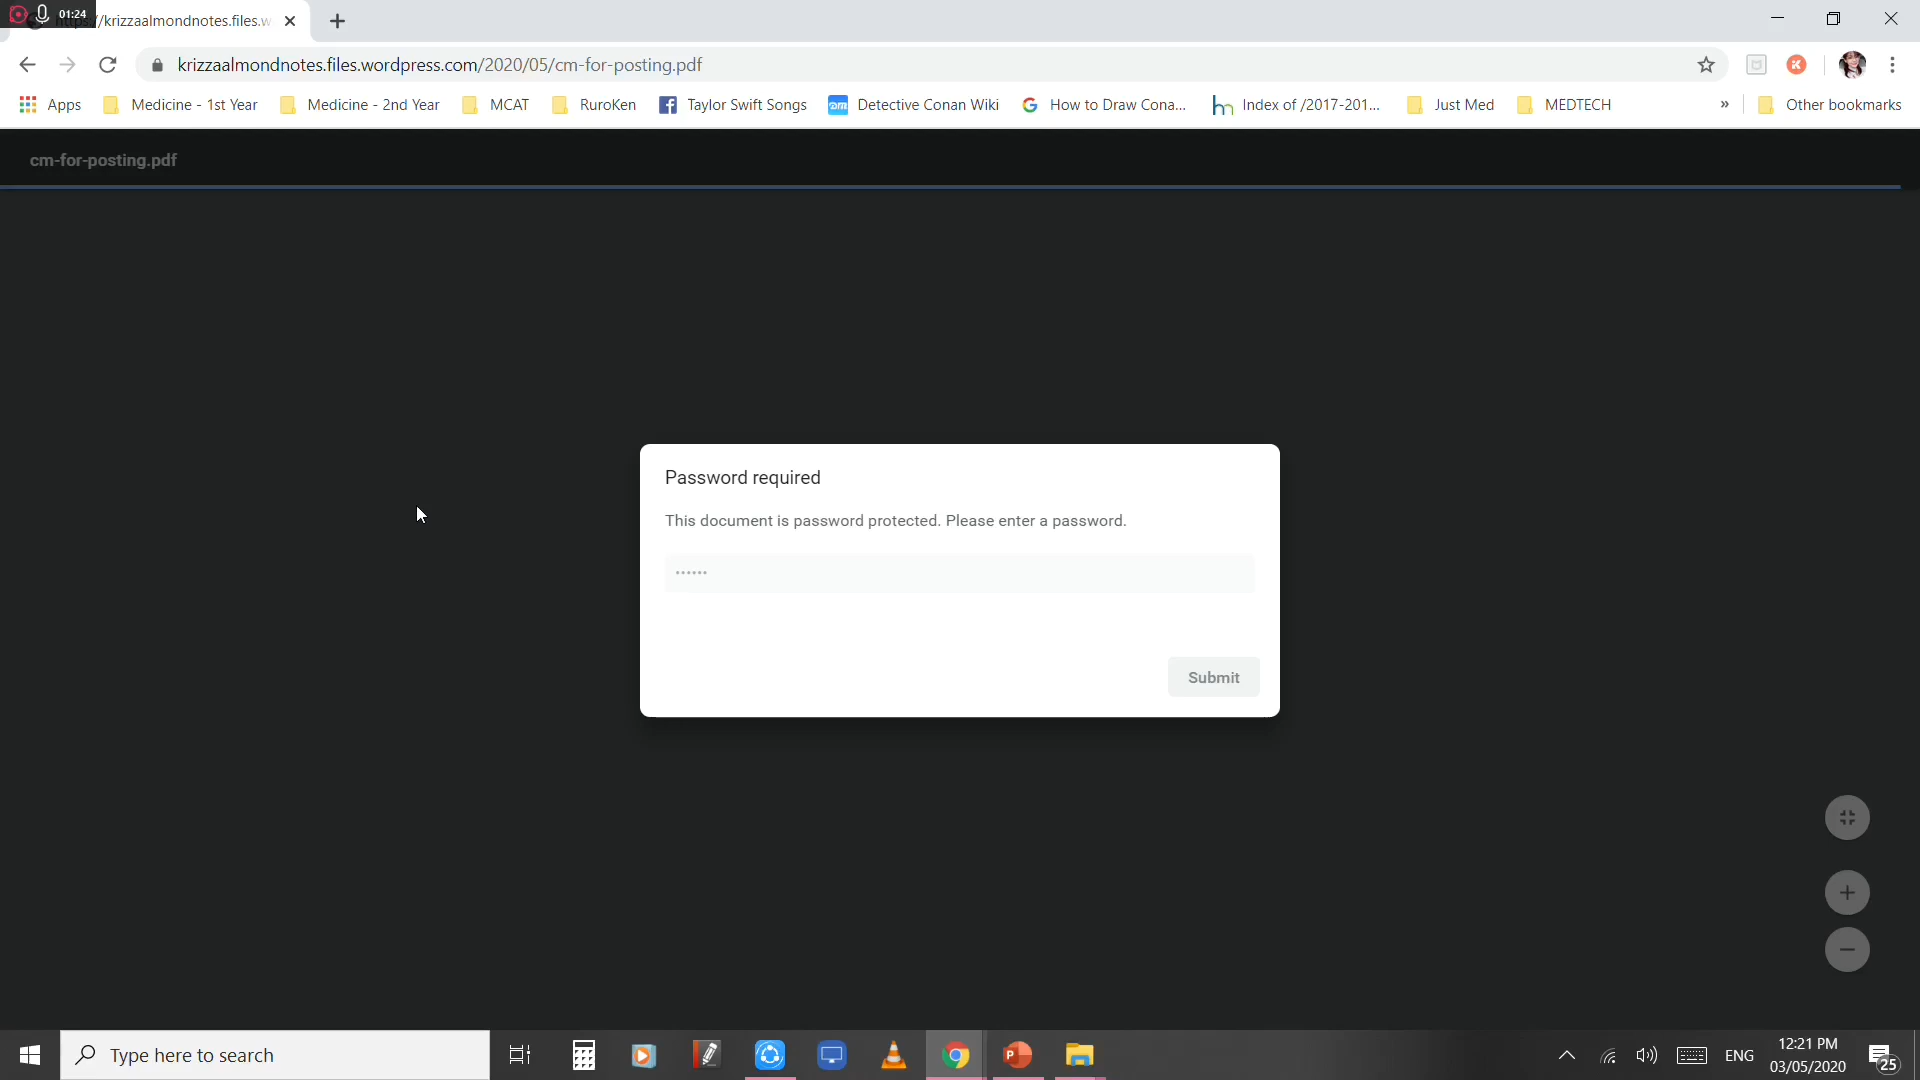 01:24
/krizzaalmondnotes.files.w
krizzaalmondnotes.files.wordpress.com/2020/05/cm-for-posting.pdf
Apps
Medicine - 1st Year
Medicine - 2nd Year
MCAT
RuroKen
Taylor Swift Songs
Detective Conan Wiki
How to Draw Cona...
Index of /2017-201...
Just Med
MEDTECH
»
Other bookmarks
cm-for-posting.pdf
Password required
This document is password protected. Please enter a password.
••••••
Submit
Type here to search
ENG
12:21 PM
03/05/2020
25